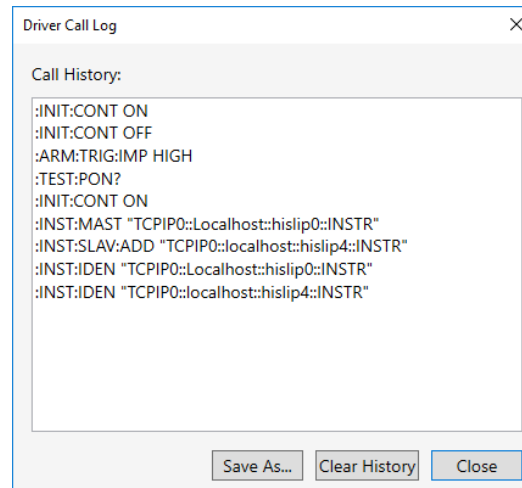 Driver Call Log
Call History:
:INIT:CONT ON
:INIT:CONT OFF
:ARM:TRIG:IMP HIGH
:TEST:PON?
:INIT:CONT ON
:INST:MAST "TCPIP0::Localhost::hislip0::INSTR"
:INST:SLAV:ADD "TCPIP0::localhost::hislip4::INSTR"
:INST:IDEN "TCPIP0::Localhost::hislip0::INSTR"
:INST:IDEN "TCPIP0::localhost::hislip4::INSTR"
Save As... Clear History Close